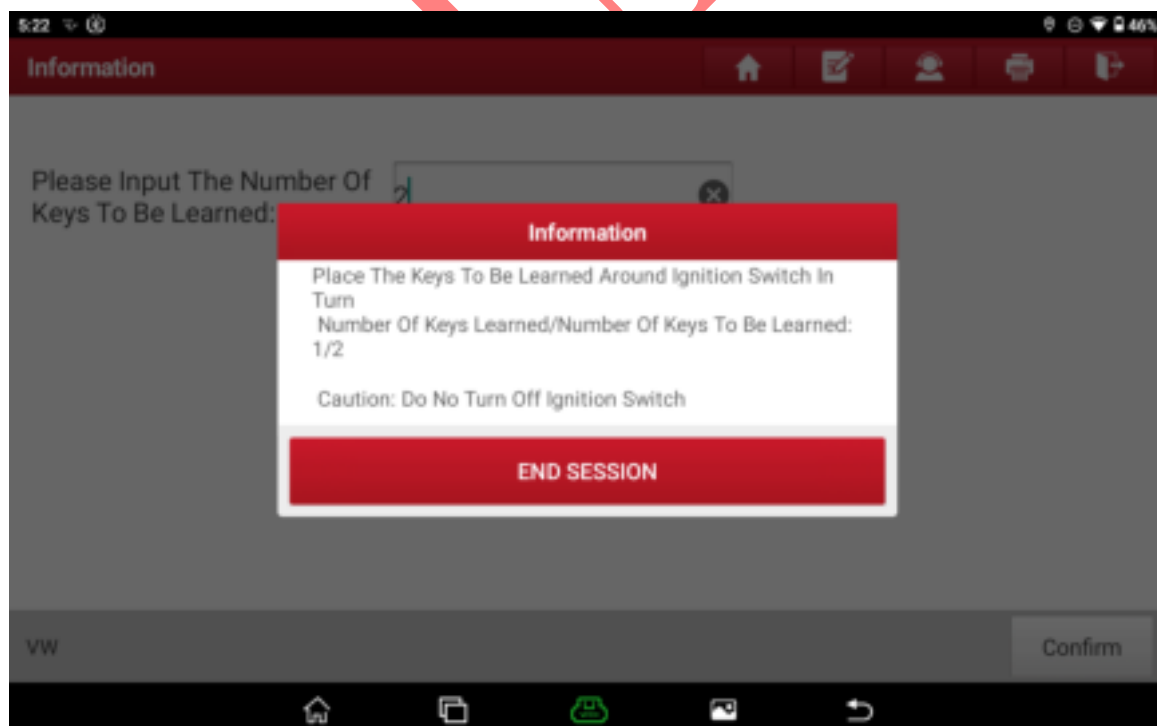 5:22
46%
Information
Please Input The Number Of
Keys To Be Learned:
2
Information
Place The Keys To Be Learned Around Ignition Switch In
Turn
Number Of Keys Learned/Number Of Keys To Be Learned:
1/2
Caution: Do No Turn Off Ignition Switch
END SESSION
VW
Confirm